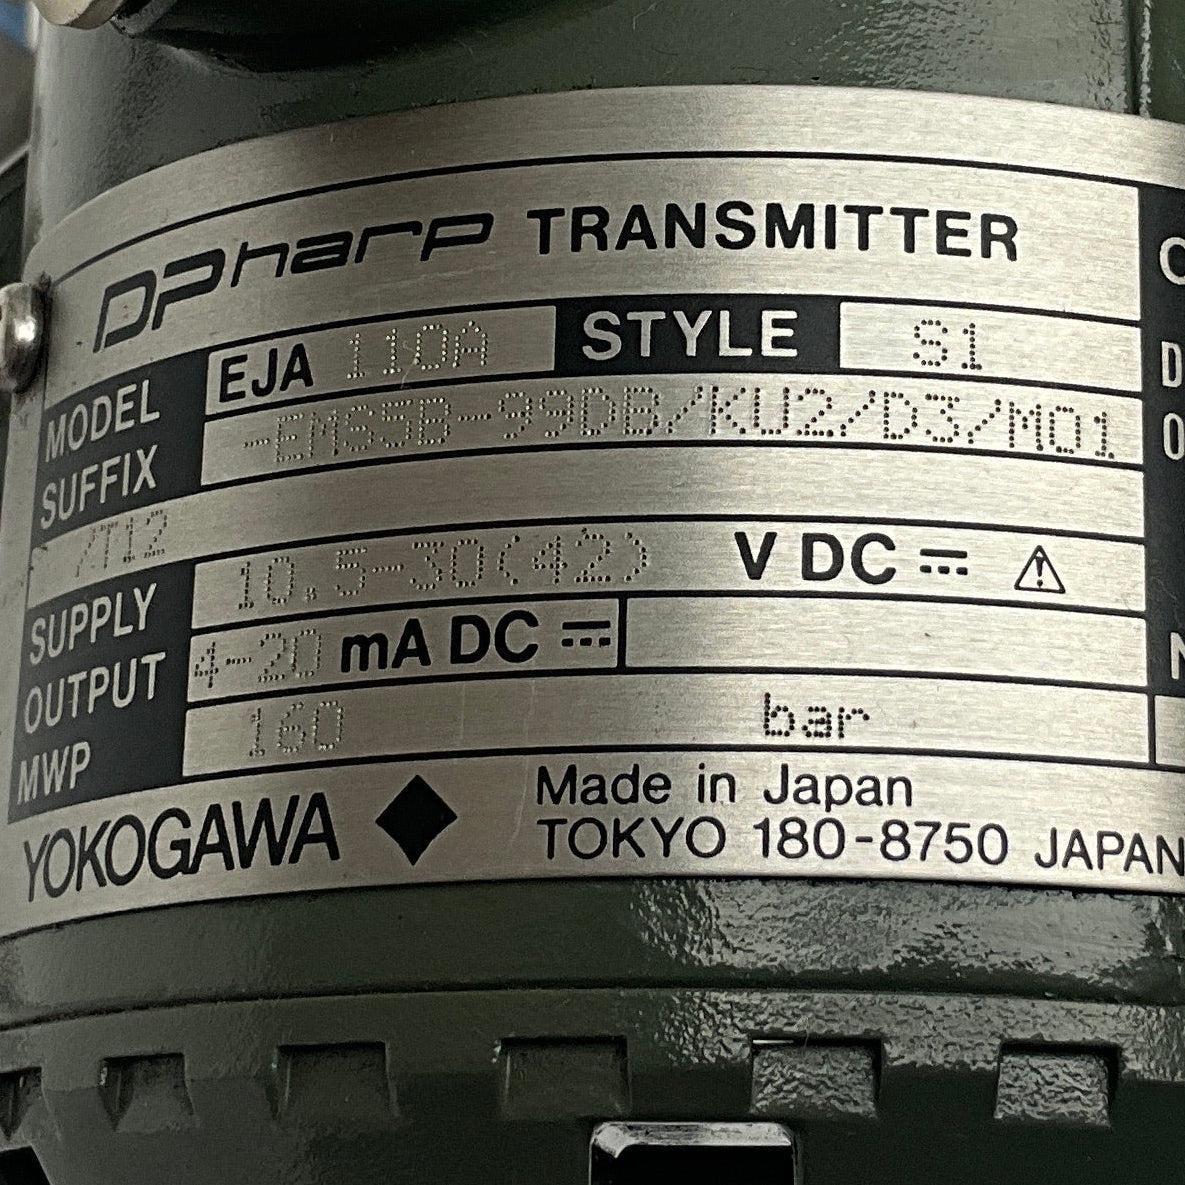 DPharp TRANSMITTER
MODEL EJA 110A STYLE S1
SUFFIX -EMS5B-99DB/KU2/D3/M01
/T12
SUPPLY 10.5-30(42) V DC ⎓ ⚠
OUTPUT 4-20 mA DC ⎓
MWP 160 bar
YOKOGAWA ◆ Made in Japan
TOKYO 180-8750 JAPAN